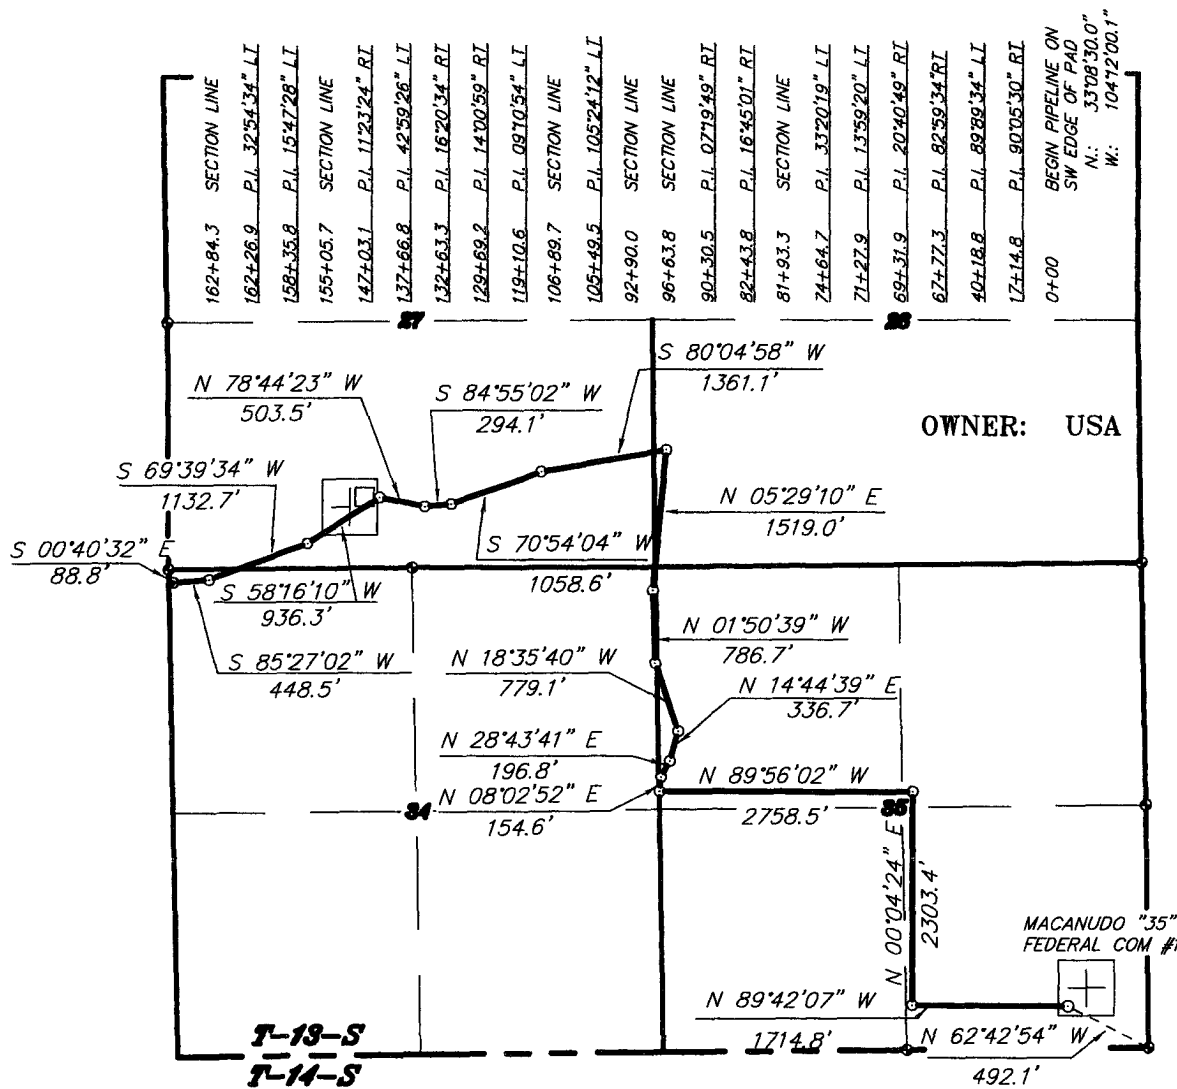 162+84.3 SECTION LINE
162+26.9 P.I. 32°54'34" LT
158+35.8 P.I. 15°47'28" LT
155+05.7 SECTION LINE
147+03.1 P.I. 11°23'24" RT
137+66.8 P.I. 42°59'26" LT
132+63.3 P.I. 16°20'34" RT
129+69.2 P.I. 14°00'59" RT
119+10.6 P.I. 09°10'54" LT
106+89.7 SECTION LINE
105+49.5 P.I. 105°24'12" LT
92+90.0 SECTION LINE
96+63.8 SECTION LINE
90+30.5 P.I. 07°19'49" RT
82+43.8 P.I. 16°45'01" RT
81+93.3 SECTION LINE
74+64.7 P.I. 33°20'19" LT
71+27.9 P.I. 13°59'20" LT
69+31.9 P.I. 20°40'49" RT
67+77.3 P.I. 82°59'34" RT
40+18.8 P.I. 89°89'34" LT
17+14.8 P.I. 90°05'30" RT
0+00 BEGIN PIPELINE ON
SW EDGE OF PAD
N.: 33°08'30.0"
W.: 104°12'00.1"
27
26
S 80°04'58" W
1361.1'
N 78°44'23" W
503.5'
S 84°55'02" W
294.1'
OWNER: USA
S 69°39'34" W
1132.7'
N 05°29'10" E
1519.0'
S 00°40'32" E
88.8'
S 70°54'04" W
1058.6'
S 58°16'10" W
936.3'
N 01°50'39" W
786.7'
S 85°27'02" W
448.5'
N 18°35'40" W
779.1'
N 14°44'39" E
336.7'
N 28°43'41" E
196.8'
N 89°56'02" W
2758.5'
N 08°02'52" E
154.6'
34
35
N 00°04'24" E
2303.4'
MACANUDO "35"
FEDERAL COM #1
N 89°42'07" W
1714.8'
N 62°42'54" W
492.1'
T-13-S
T-14-S